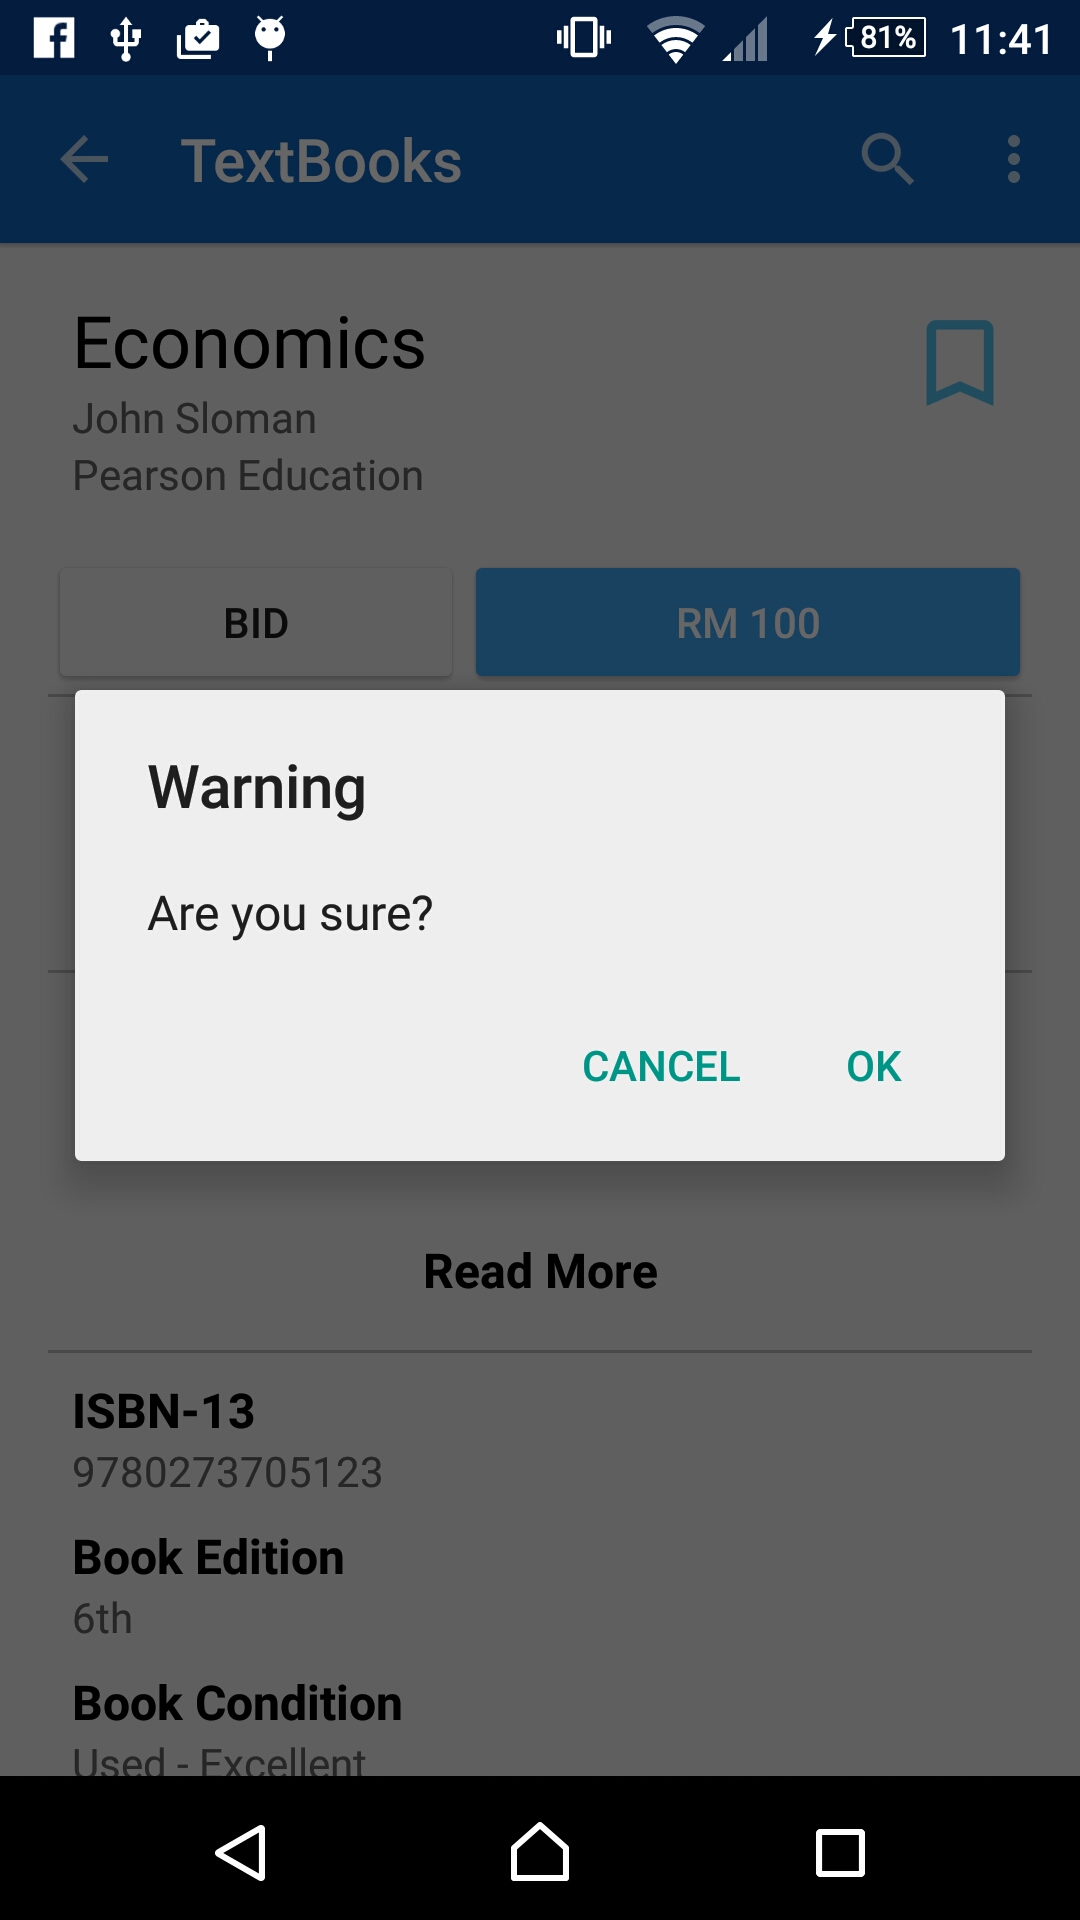 81% 11:41
TextBooks
Economics
John Sloman
Pearson Education
BID RM 100
Warning
Are you sure?
CANCEL OK
Read More
ISBN-13
9780273705123
Book Edition
6th
Book Condition
Used - Excellent